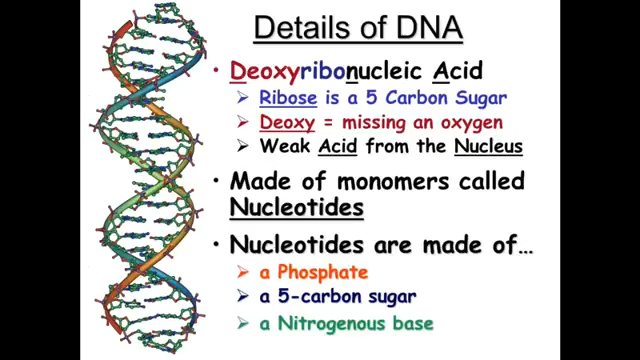 Details of DNA
• Deoxyribonucleic Acid
➢ Ribose is a 5 Carbon Sugar
➢ Deoxy = missing an oxygen
➢ Weak Acid from the Nucleus
• Made of monomers called
Nucleotides
• Nucleotides are made of…
➢ a Phosphate
➢ a 5-carbon sugar
➢ a Nitrogenous base